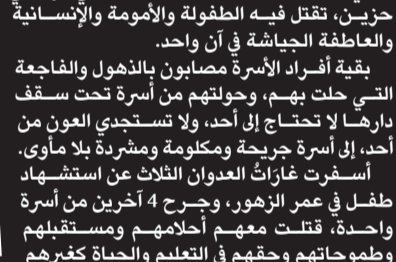 حزين، تقتل فيه الطفولة والأمومة والإنسانية
والعاطفة الجياشة في آن واحد.
بقية أفراد الأسرة مصابون بالذهول والفاجعة
التي حلت بهم، وحولتهم من أسرة تحت سقف
دارها لا تحتاج إلى أحد، ولا تستجدي العون من
أحد، إلى أسرة جريحة ومكلومة ومشردة بلا مأوى.
أسفرت غارَاتُ العدوان الثلاث عن استشهاد
طفل في عمر الزهور، وجرح 4 آخرين من أسرة
واحدة، قتلت معهم أحلامهم ومستقبلهم
وطموحاتهم وحقهم في التعليم والحياة كغيرهم